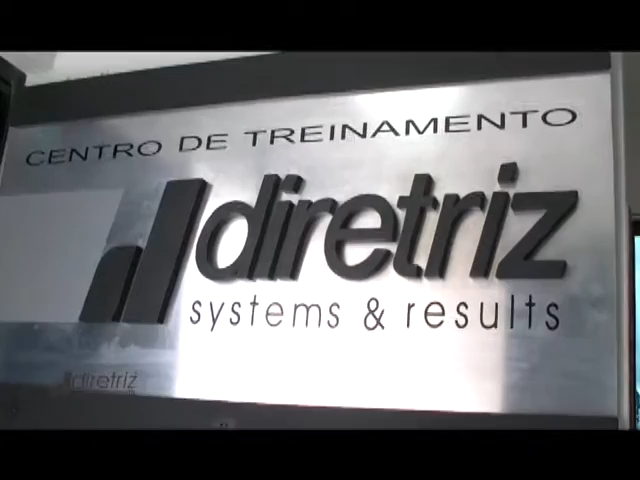 CENTRO DE TREINAMENTO
diretriz
systems & results
diretriz